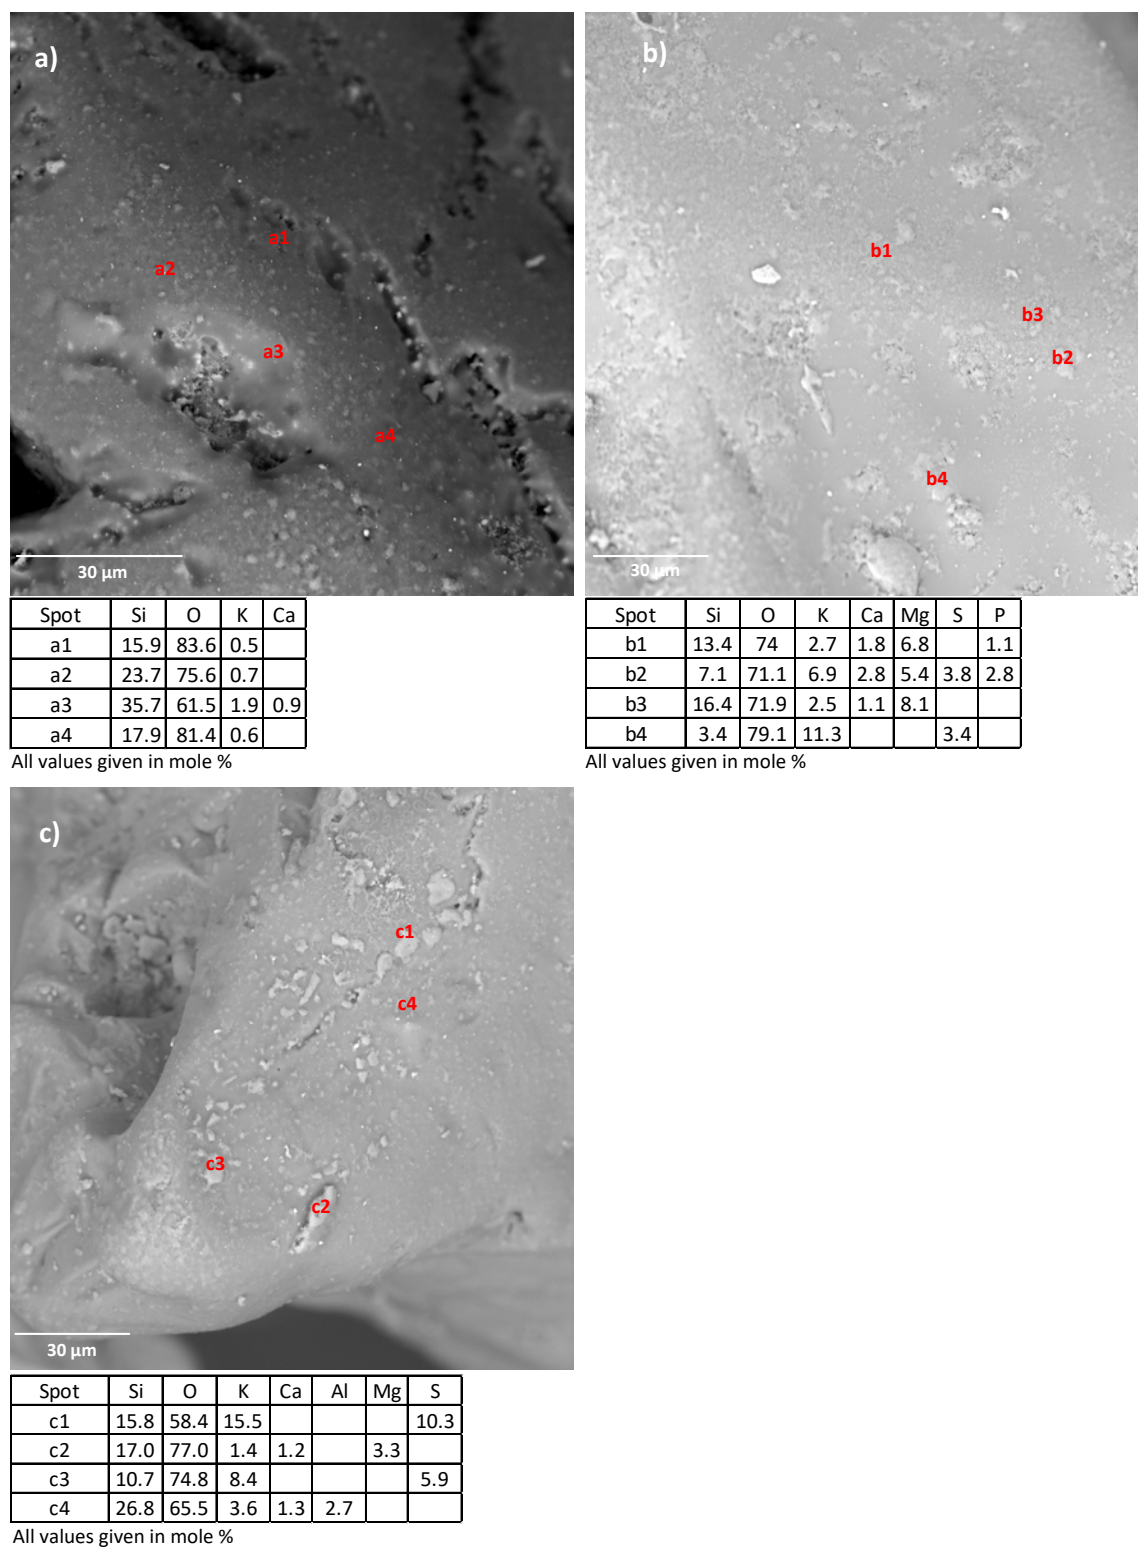 a)
a1
a2
a3
a4
30 µm
Spot Si O K Ca
a1 15.9 83.6 0.5
a2 23.7 75.6 0.7
a3 35.7 61.5 1.9 0.9
a4 17.9 81.4 0.6
All values given in mole %
b)
b1
b3
b2
b4
30 µm
Spot Si O K Ca Mg S P
b1 13.4 74 2.7 1.8 6.8 1.1
b2 7.1 71.1 6.9 2.8 5.4 3.8 2.8
b3 16.4 71.9 2.5 1.1 8.1
b4 3.4 79.1 11.3 3.4
All values given in mole %
c)
c1
c4
c3
c2
30 µm
Spot Si O K Ca Al Mg S
c1 15.8 58.4 15.5 10.3
c2 17.0 77.0 1.4 1.2 3.3
c3 10.7 74.8 8.4 5.9
c4 26.8 65.5 3.6 1.3 2.7
All values given in mole %